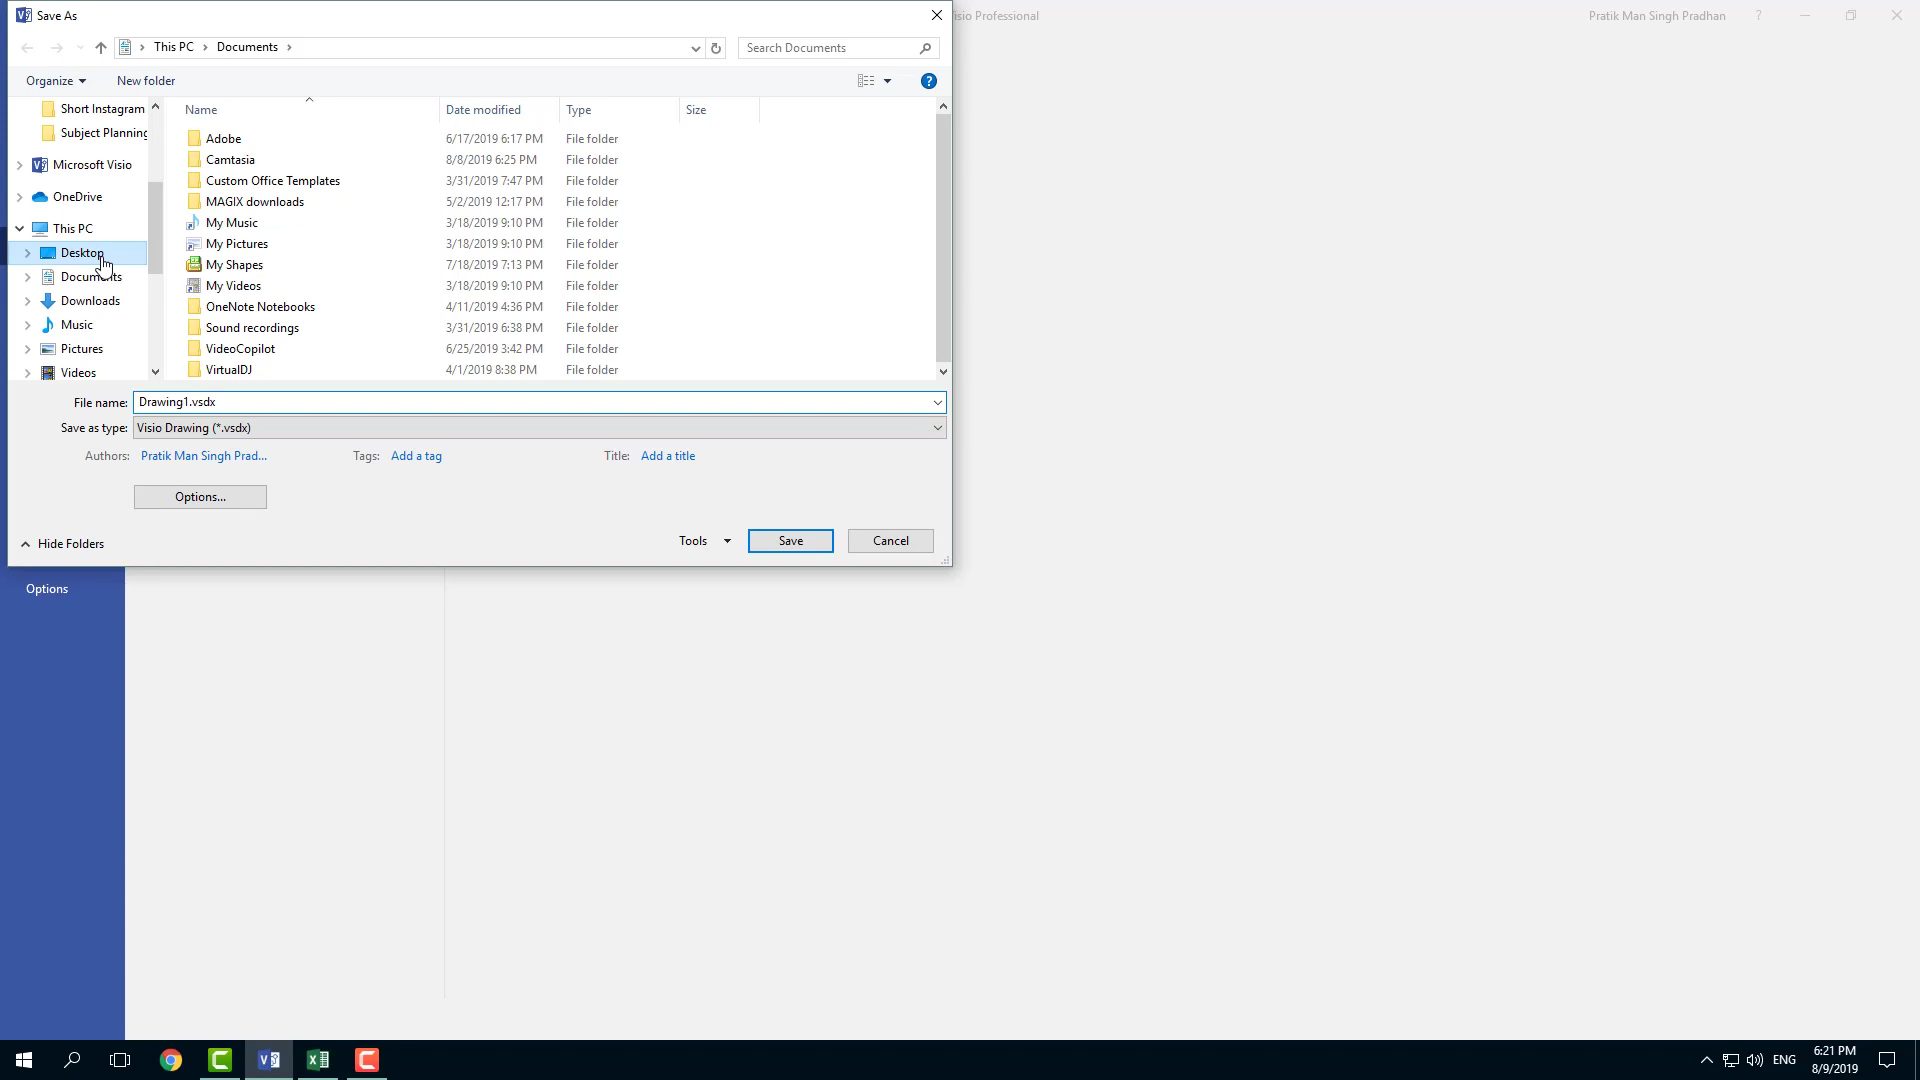 Save As
isio Professional
Pratik Man Singh Pradhan
?
This PC
Documents
Search Documents
Organize
New folder
?
Short Instagram
Subject Planning
Microsoft Visio
OneDrive
This PC
Desktop
Documents
Downloads
Music
Pictures
Videos
Name Date modified Type Size
Adobe 6/17/2019 6:17 PM File folder
Camtasia 8/8/2019 6:25 PM File folder
Custom Office Templates 3/31/2019 7:47 PM File folder
MAGIX downloads 5/2/2019 12:17 PM File folder
My Music 3/18/2019 9:10 PM File folder
My Pictures 3/18/2019 9:10 PM File folder
My Shapes 7/18/2019 7:13 PM File folder
My Videos 3/18/2019 9:10 PM File folder
OneNote Notebooks 4/11/2019 4:36 PM File folder
Sound recordings 3/31/2019 6:38 PM File folder
VideoCopilot 6/25/2019 3:42 PM File folder
VirtualDJ 4/1/2019 8:38 PM File folder
File name: Drawing1.vsdx
Save as type: Visio Drawing (*.vsdx)
Authors: Pratik Man Singh Prad... Tags: Add a tag Title: Add a title
Options...
Hide Folders
Tools
Save
Cancel
Options
ENG
6:21 PM
8/9/2019